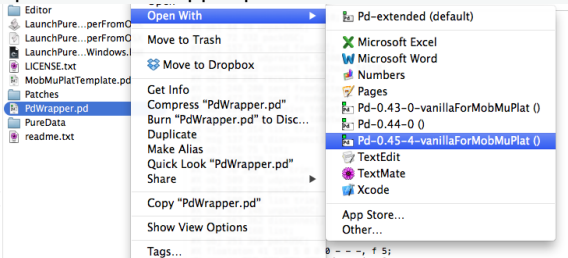 Editor
LaunchPure...perFromO
LaunchPure...perFromO
LaunchPure...Windows.
LICENSE.txt
MobMuPlatTemplate.pd
Patches
PdWrapper.pd
PureData
readme.txt
Open With
Move to Trash
Move to Dropbox
Get Info
Compress "PdWrapper.pd"
Burn "PdWrapper.pd" to Disc...
Duplicate
Make Alias
Quick Look "PdWrapper.pd"
Share
Copy "PdWrapper.pd"
Show View Options
Tags...
Pd-extended (default)
Microsoft Excel
Microsoft Word
Numbers
Pages
Pd-0.43-0-vanillaForMobMuPlat ()
Pd-0.44-0 ()
Pd-0.45-4-vanillaForMobMuPlat ()
TextEdit
TextMate
Xcode
App Store...
Other...
0 - - -, f 5;